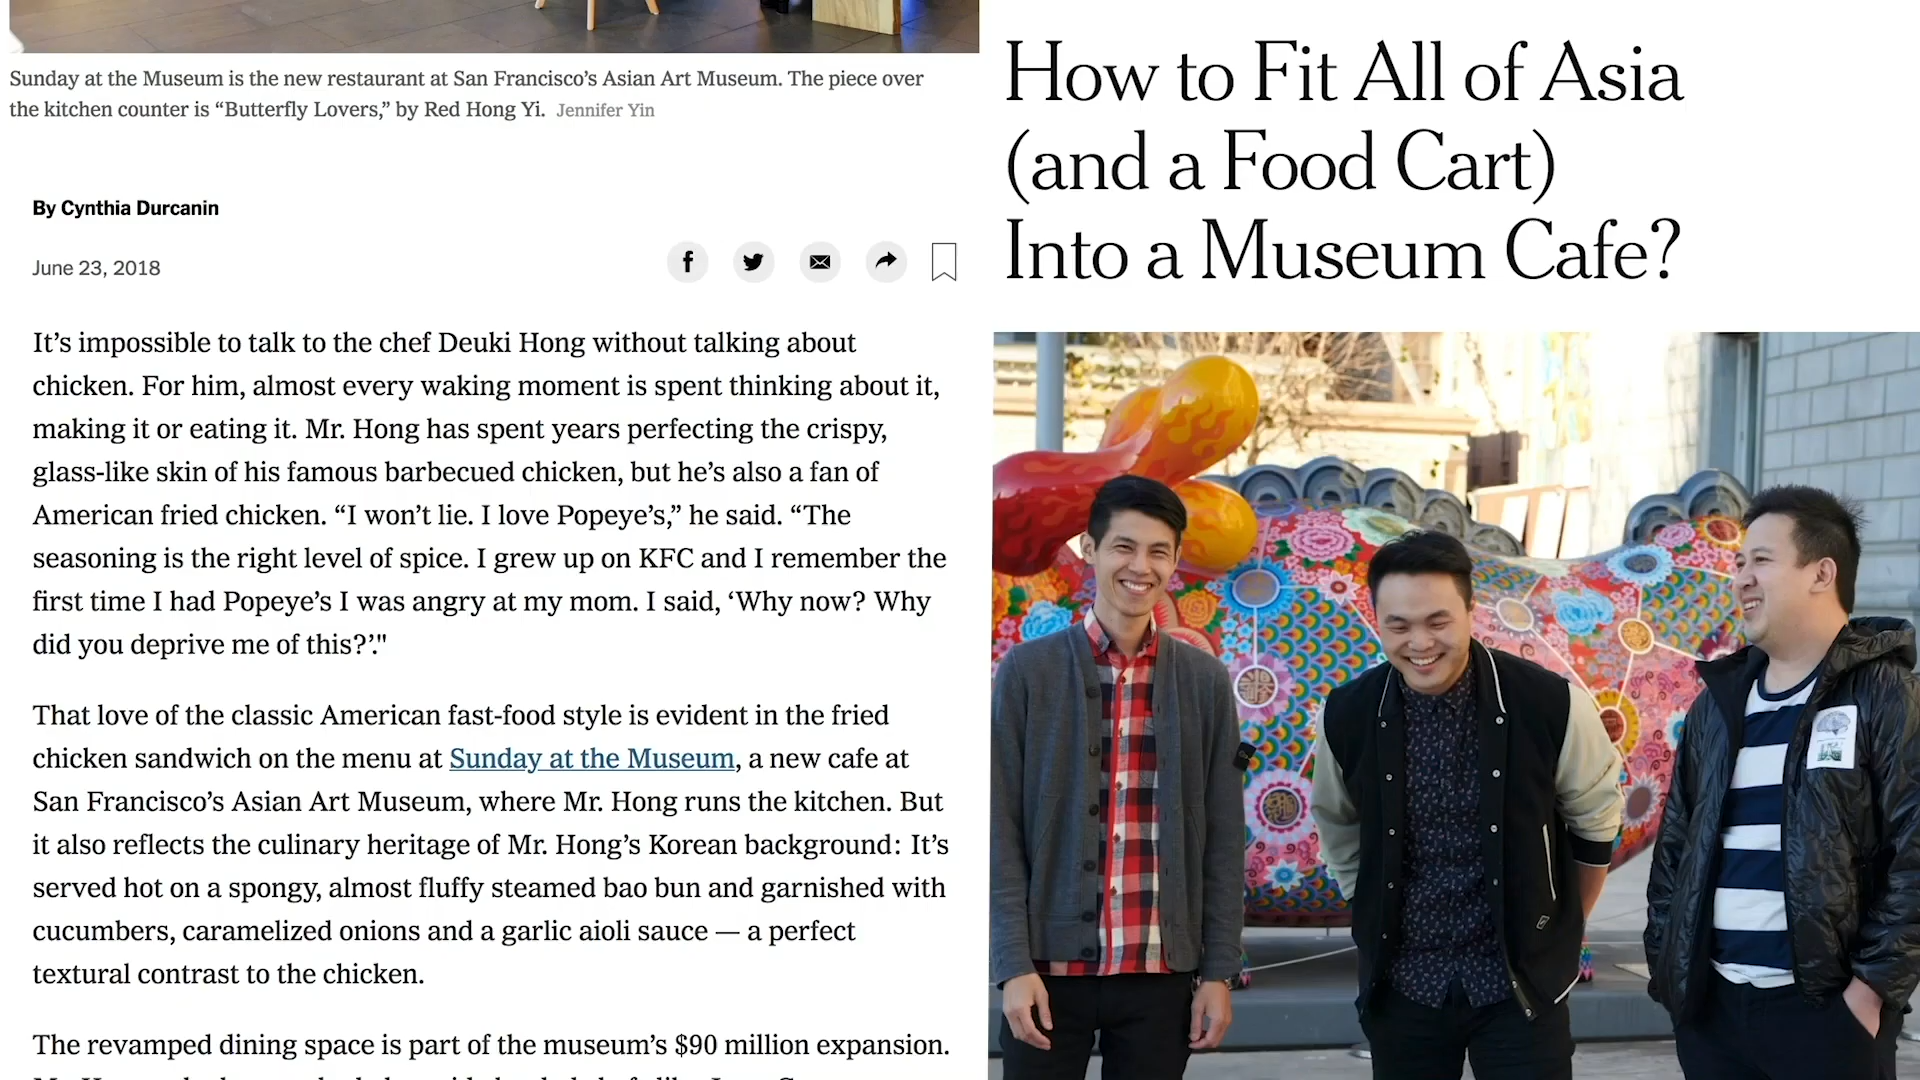 Sunday at the Museum is the new restaurant at San Francisco’s Asian Art Museum. The piece over
the kitchen counter is “Butterfly Lovers,” by Red Hong Yi. Jennifer Yin
By Cynthia Durcanin
June 23, 2018
It’s impossible to talk to the chef Deuki Hong without talking about
chicken. For him, almost every waking moment is spent thinking about it,
making it or eating it. Mr. Hong has spent years perfecting the crispy,
glass-like skin of his famous barbecued chicken, but he’s also a fan of
American fried chicken. “I won’t lie. I love Popeye’s,” he said. “The
seasoning is the right level of spice. I grew up on KFC and I remember the
first time I had Popeye’s I was angry at my mom. I said, ‘Why now? Why
did you deprive me of this?’"
That love of the classic American fast-food style is evident in the fried
chicken sandwich on the menu at Sunday at the Museum, a new cafe at
San Francisco’s Asian Art Museum, where Mr. Hong runs the kitchen. But
it also reflects the culinary heritage of Mr. Hong’s Korean background: It’s
served hot on a spongy, almost fluffy steamed bao bun and garnished with
cucumbers, caramelized onions and a garlic aioli sauce — a perfect
textural contrast to the chicken.
The revamped dining space is part of the museum’s $90 million expansion.
How to Fit All of Asia
(and a Food Cart)
Into a Museum Cafe?